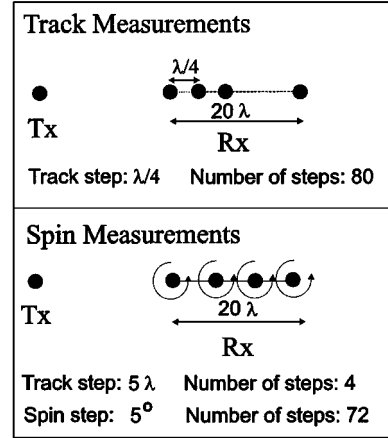 Track Measurements
λ/4
Tx
20 λ
Rx
Track step: λ/4 Number of steps: 80
Spin Measurements
Tx
20 λ
Rx
Track step: 5 λ Number of steps: 4
Spin step: 5° Number of steps: 72